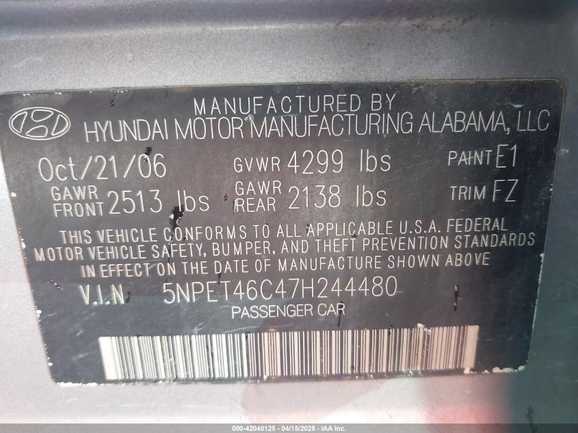 MANUFACTURED BY
HYUNDAI MOTOR MANUFACTURING ALABAMA, LLC
Oct/21/06 GVWR 4299 lbs PAINT E1
GAWR FRONT 2513 lbs GAWR REAR 2138 lbs TRIM FZ
THIS VEHICLE CONFORMS TO ALL APPLICABLE U.S.A. FEDERAL
MOTOR VEHICLE SAFETY, BUMPER, AND THEFT PREVENTION STANDARDS
IN EFFECT ON THE DATE OF MANUFACTURE SHOWN ABOVE.
V.I.N. 5NPET46C47H244480
PASSENGER CAR
000-42040125 - 04/15/2025 - IAA Inc.